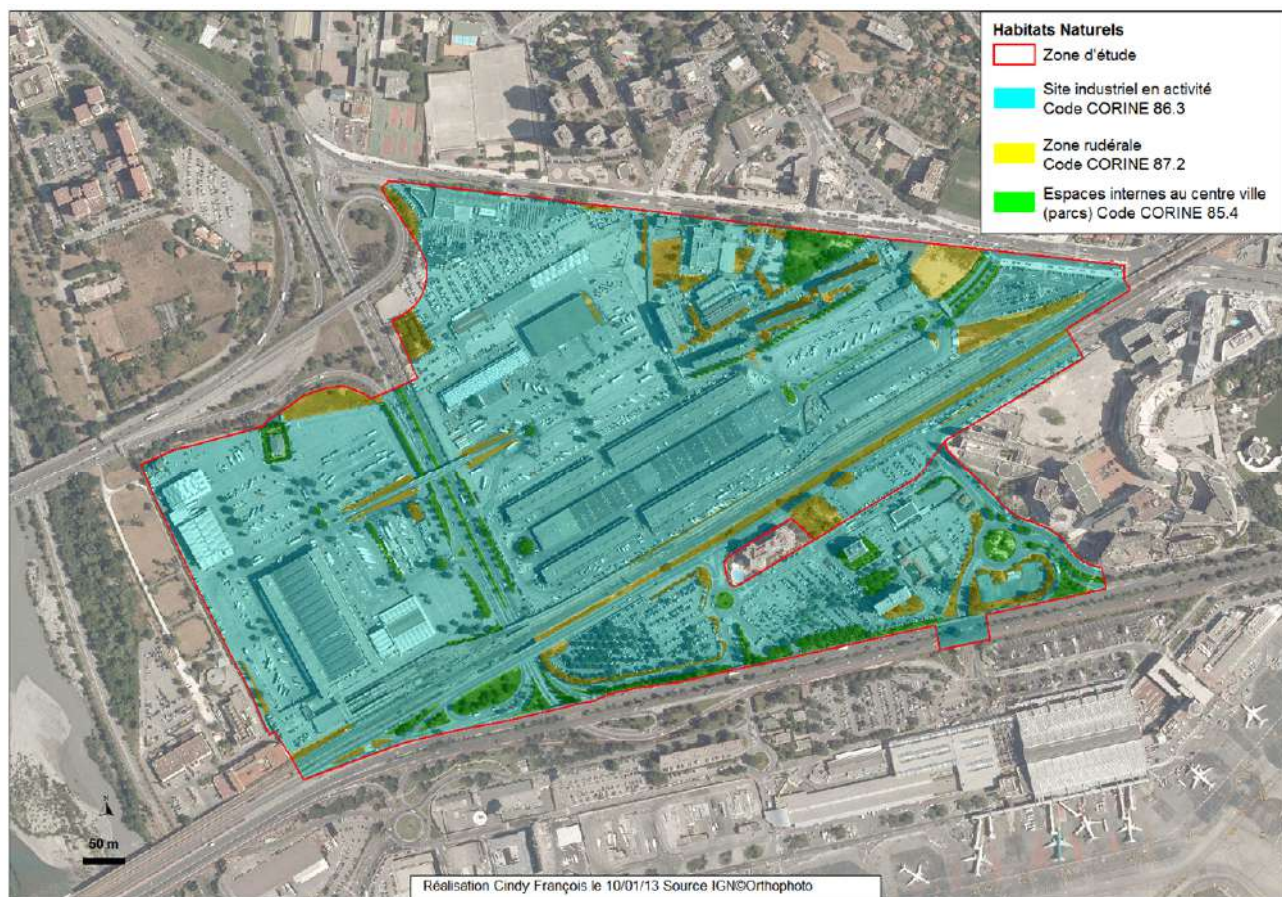 Habitats Naturels
Zone d'étude
Site industriel en activité
Code CORINE 86.3
Zone rudérale
Code CORINE 87.2
Espaces internes au centre ville
(parcs) Code CORINE 85.4
N
50 m
Réalisation Cindy François le 10/01/13 Source IGN©Orthophoto